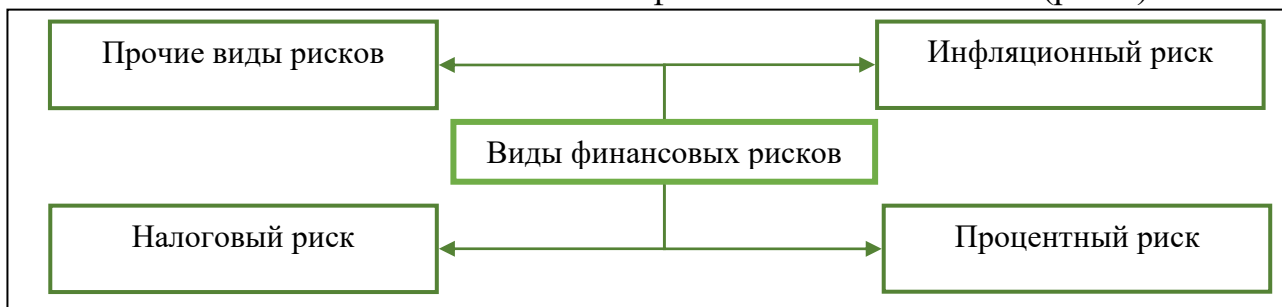 Прочие виды рисков
Инфляционный риск
Виды финансовых рисков
Налоговый риск
Процентный риск